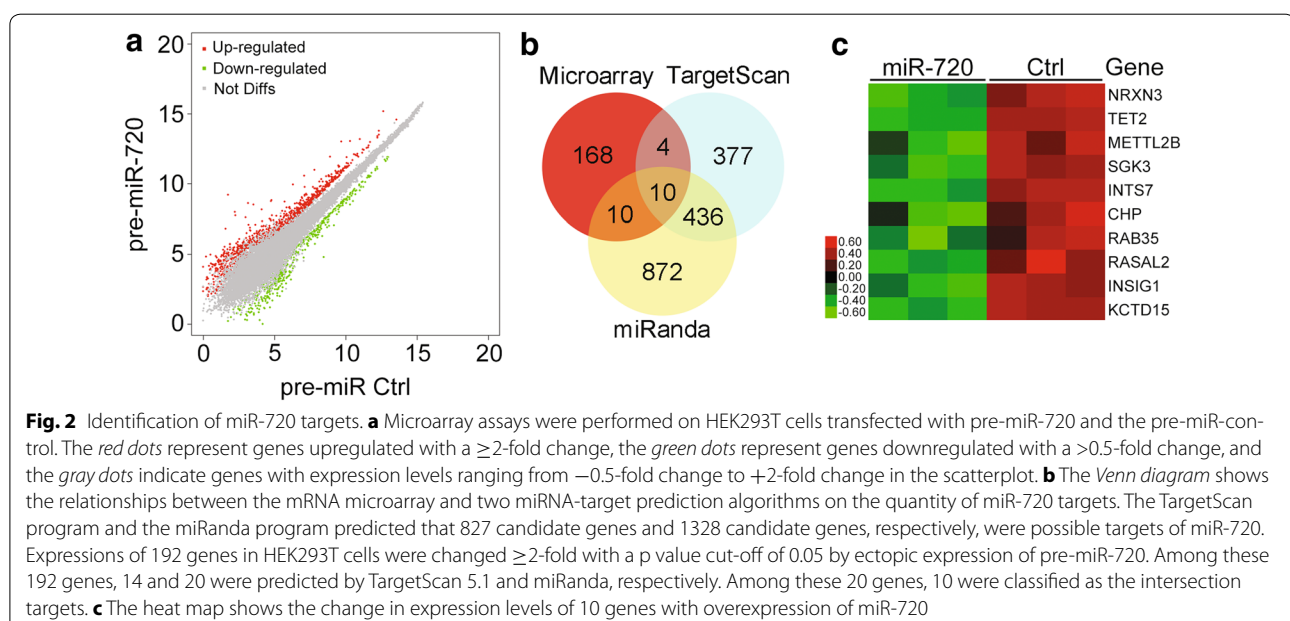 a
20
15
10
5
0
pre-miR-720
Up-regulated
Down-regulated
Not Diffs
0 5 10 15 20
pre-miR Ctrl
b
Microarray TargetScan
168 4 377
10
10 436
872
miRanda
c
miR-720 Ctrl Gene
NRXN3
TET2
METTL2B
SGK3
INTS7
CHP
RAB35
RASAL2
INSIG1
KCTD15
0.60
0.40
0.20
0.00
-0.20
-0.40
-0.60
Fig. 2 Identification of miR-720 targets. a Microarray assays were performed on HEK293T cells transfected with pre-miR-720 and the pre-miR-con-
trol. The red dots represent genes upregulated with a ≥2-fold change, the green dots represent genes downregulated with a >0.5-fold change, and
the gray dots indicate genes with expression levels ranging from −0.5-fold change to +2-fold change in the scatterplot. b The Venn diagram shows
the relationships between the mRNA microarray and two miRNA-target prediction algorithms on the quantity of miR-720 targets. The TargetScan
program and the miRanda program predicted that 827 candidate genes and 1328 candidate genes, respectively, were possible targets of miR-720.
Expressions of 192 genes in HEK293T cells were changed ≥2-fold with a p value cut-off of 0.05 by ectopic expression of pre-miR-720. Among these
192 genes, 14 and 20 were predicted by TargetScan 5.1 and miRanda, respectively. Among these 20 genes, 10 were classified as the intersection
targets. c The heat map shows the change in expression levels of 10 genes with overexpression of miR-720